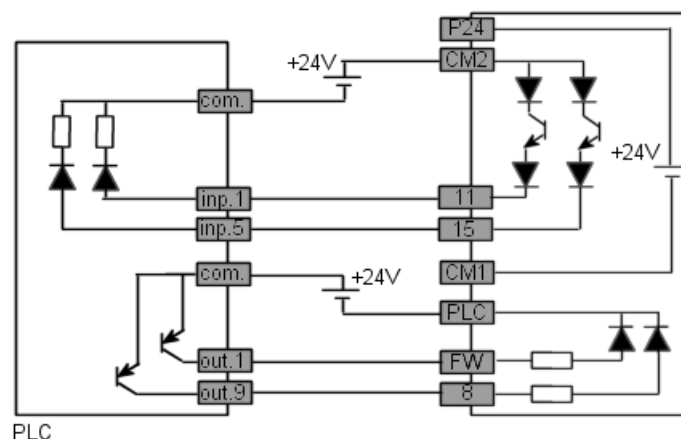 P24
+24V
CM2
com.
+24V
inp.1
11
inp.5
15
com.
CM1
+24V
PLC
out.1
FW
out.9
8
PLC